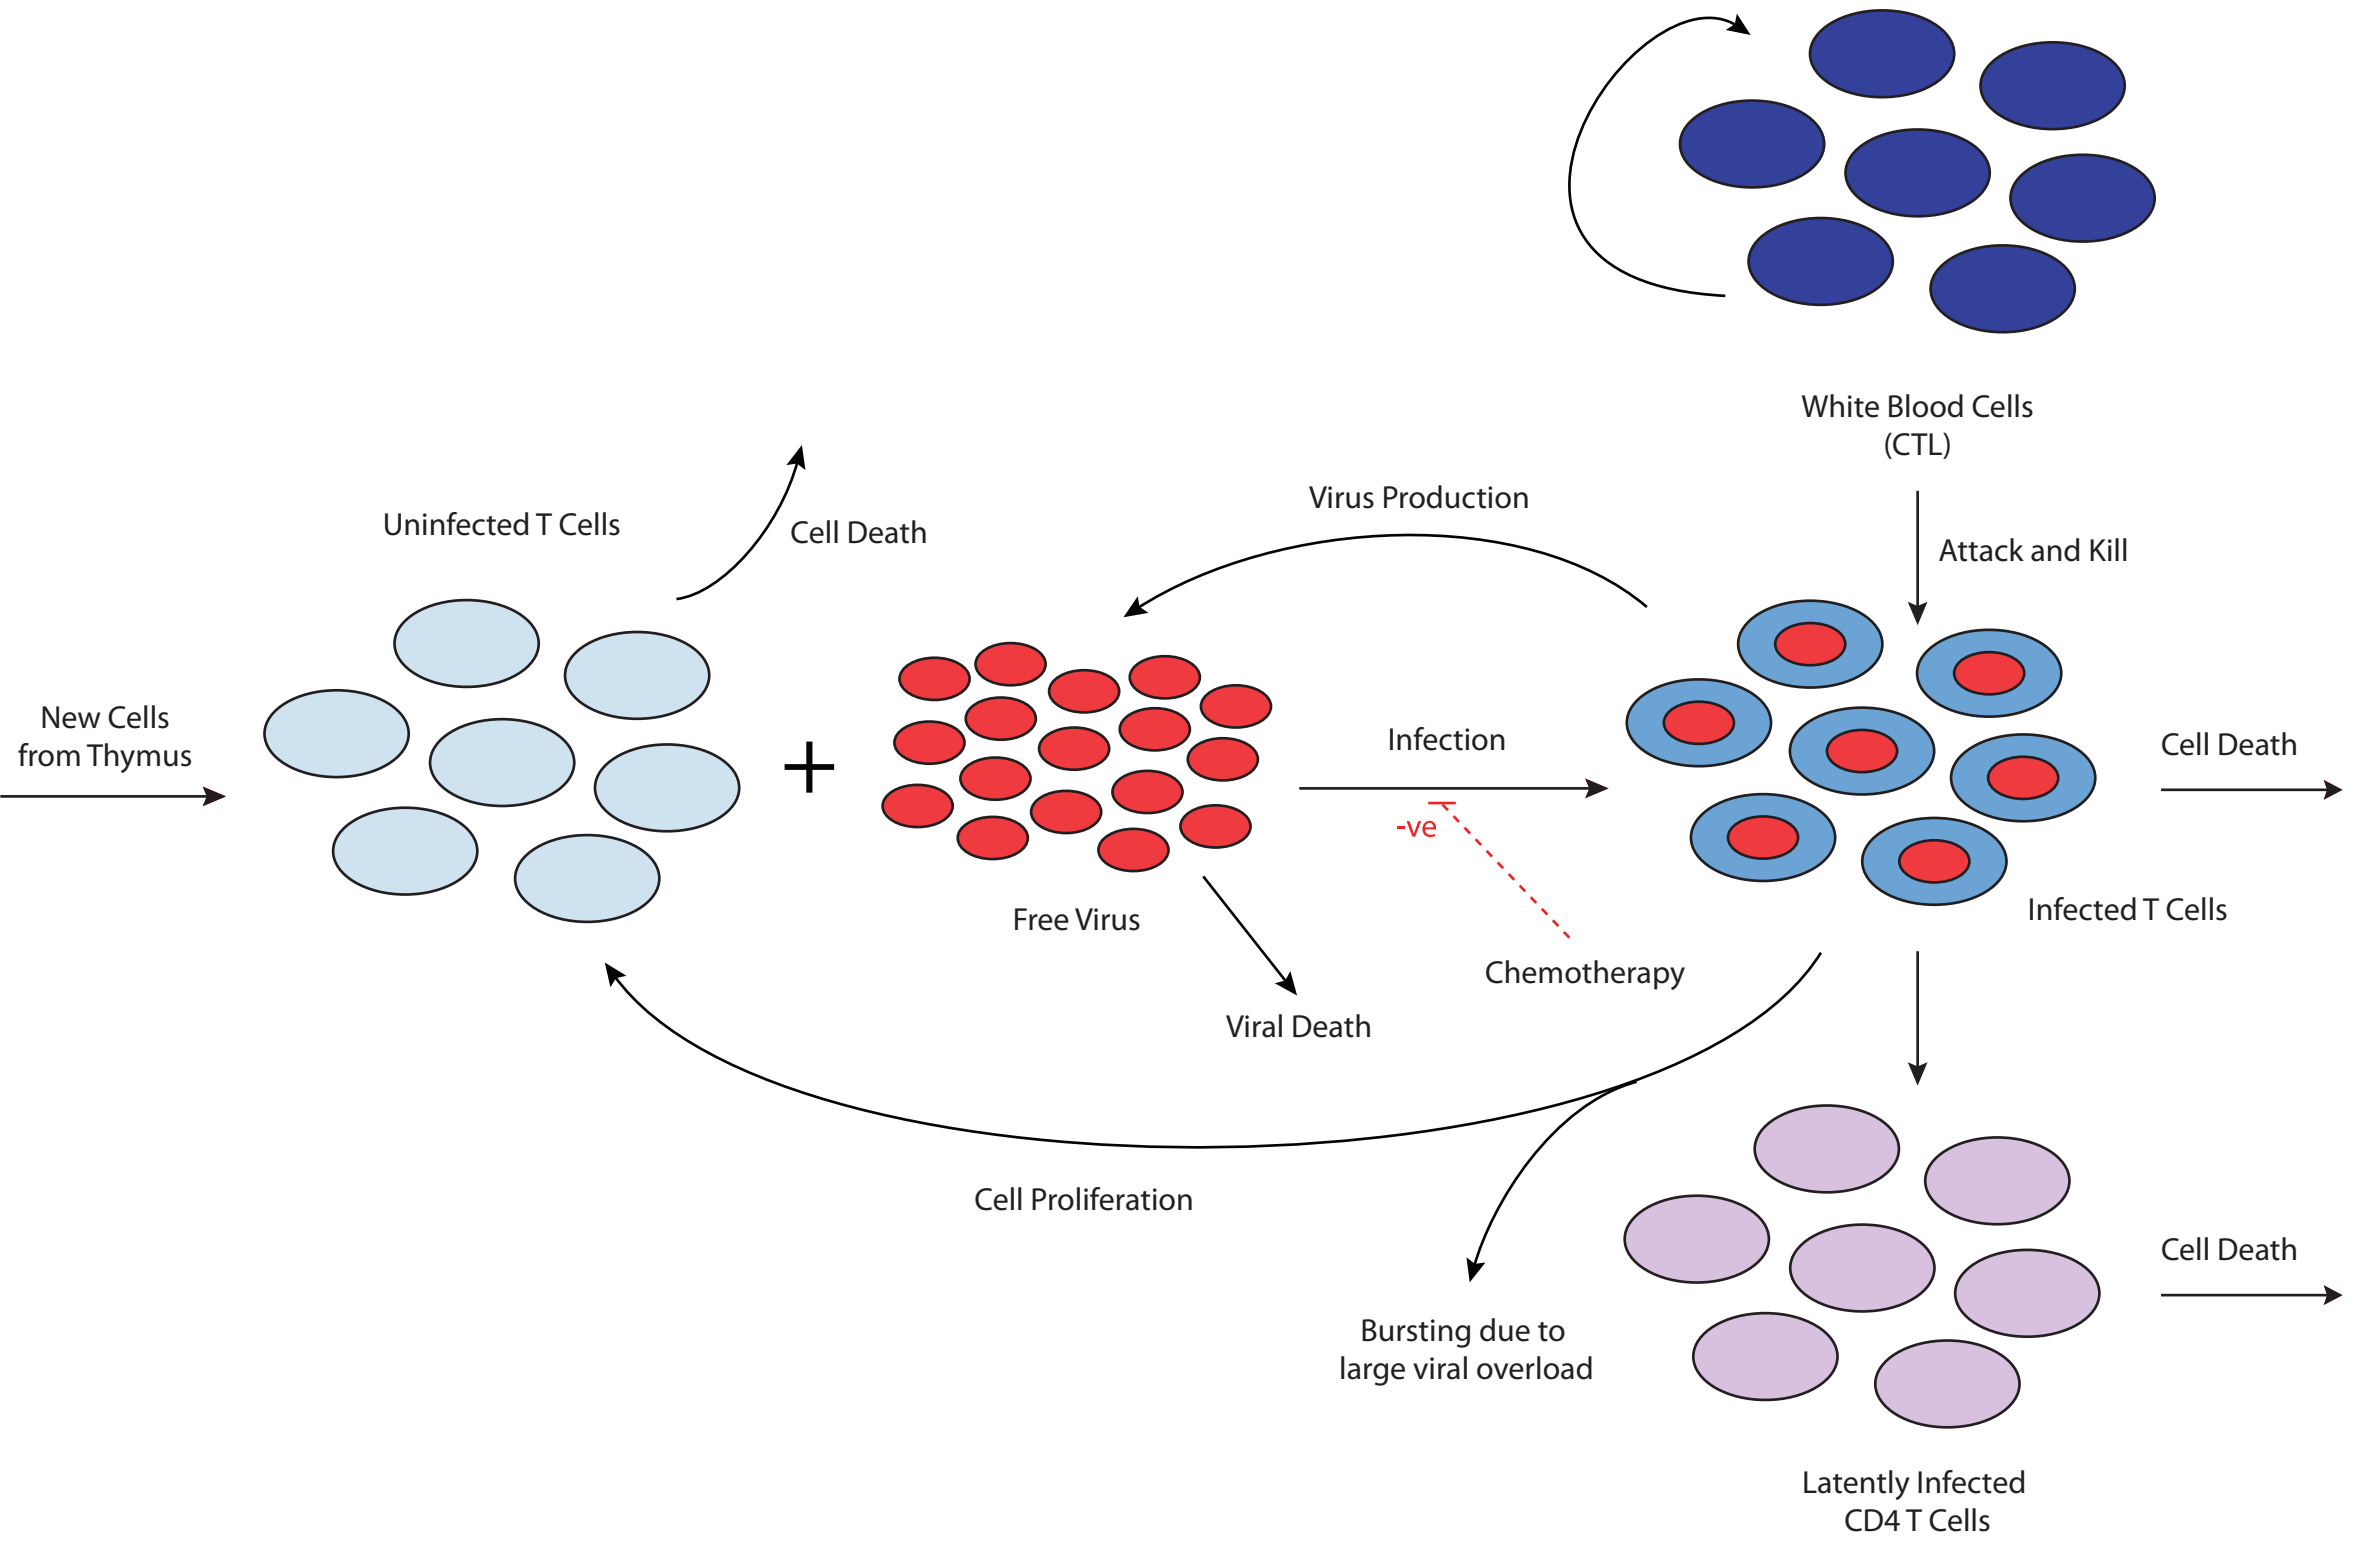 White Blood Cells
(CTL)
Virus Production
Uninfected T Cells
Cell Death
Attack and Kill
New Cells
from Thymus
Infection
Cell Death
-ve
Infected T Cells
Free Virus
Chemotherapy
Viral Death
Cell Proliferation
Cell Death
Bursting due to
large viral overload
Latently Infected
CD4 T Cells